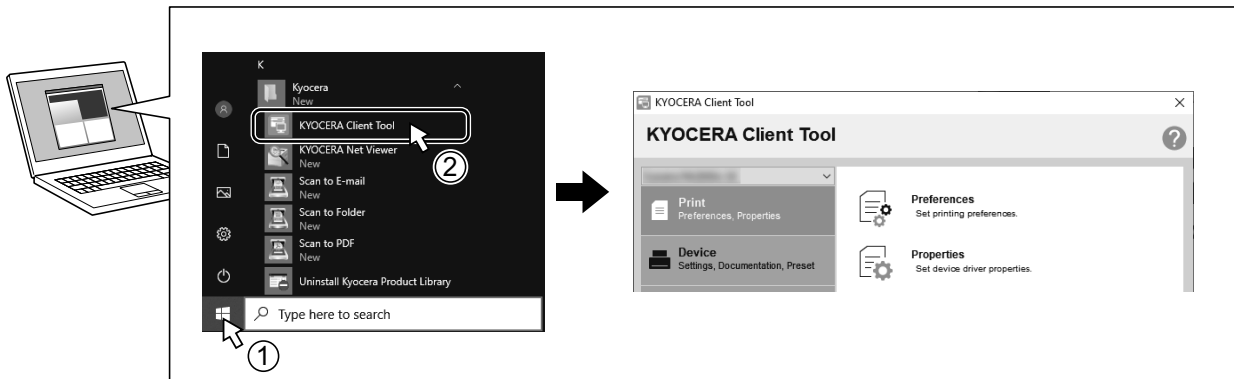 K
Kyocera
New
KYOCERA Client Tool
KYOCERA Net Viewer
New
Scan to E-mail
New
Scan to Folder
New
Scan to PDF
New
Uninstall Kyocera Product Library
Type here to search
1
2
KYOCERA Client Tool
KYOCERA Client Tool
?
Print
Preferences, Properties
Device
Settings, Documentation, Preset
Preferences
Set printing preferences.
Properties
Set device driver properties.